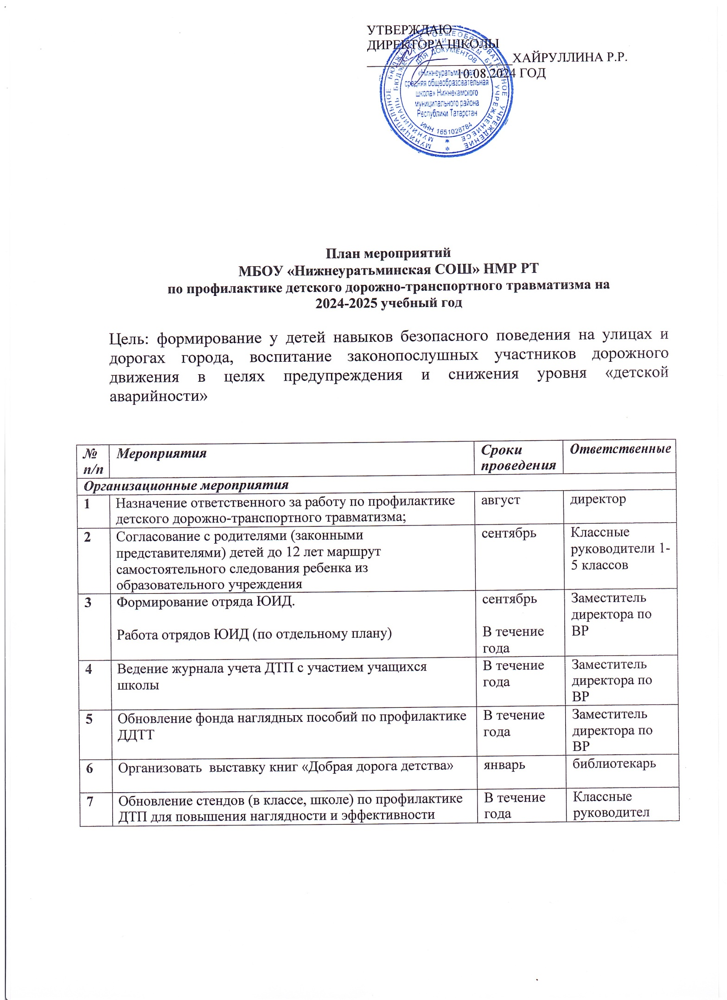 УТВЕРЖДАЮ
ДИРЕКТОРА ШКОЛЫ
ХАЙРУЛЛИНА Р.Р.
10.08.2024 ГОД
МУНИЦИПАЛЬНОЕ БЮДЖЕТНОЕ ОБЩЕОБРАЗОВАТЕЛЬНОЕ УЧРЕЖДЕНИЕ
ДЛЯ ДОКУМЕНТОВ
«Нижнеуратьминская
средняя общеобразовательная
школа» Нижнекамского
муниципального района
Республики Татарстан
ИНН 1651028784
План мероприятий
МБОУ «Нижнеуратьминская СОШ» НМР РТ
по профилактике детского дорожно-транспортного травматизма на
2024-2025 учебный год
Цель: формирование у детей навыков безопасного поведения на улицах и
дорогах города, воспитание законопослушных участников дорожного
движения в целях предупреждения и снижения уровня «детской
аварийности»
№ Мероприятия Сроки Ответственные
п/п проведения
Организационные мероприятия
1 Назначение ответственного за работу по профилактике август директор
детского дорожно-транспортного травматизма;
2 Согласование с родителями (законными сентябрь Классные
представителями) детей до 12 лет маршрут руководители 1-
самостоятельного следования ребенка из 5 классов
образовательного учреждения
3 Формирование отряда ЮИД. сентябрь Заместитель
директора по
Работа отрядов ЮИД (по отдельному плану) В течение ВР
года
4 Ведение журнала учета ДТП с участием учащихся В течение Заместитель
школы года директора по
ВР
5 Обновление фонда наглядных пособий по профилактике В течение Заместитель
ДДТТ года директора по
ВР
6 Организовать выставку книг «Добрая дорога детства» январь библиотекарь
7 Обновление стендов (в классе, школе) по профилактике В течение Классные
ДТП для повышения наглядности и эффективности года руководител